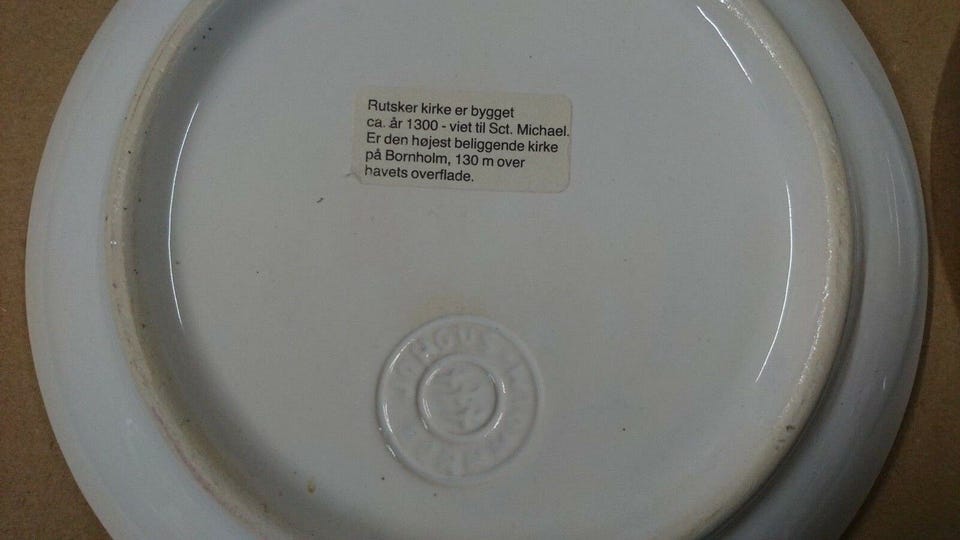 Rutsker kirke er bygget
ca. år 1300 - viet til Sct. Michael.
Er den højest beliggende kirke
på Bornholm, 130 m over
havets overflade.